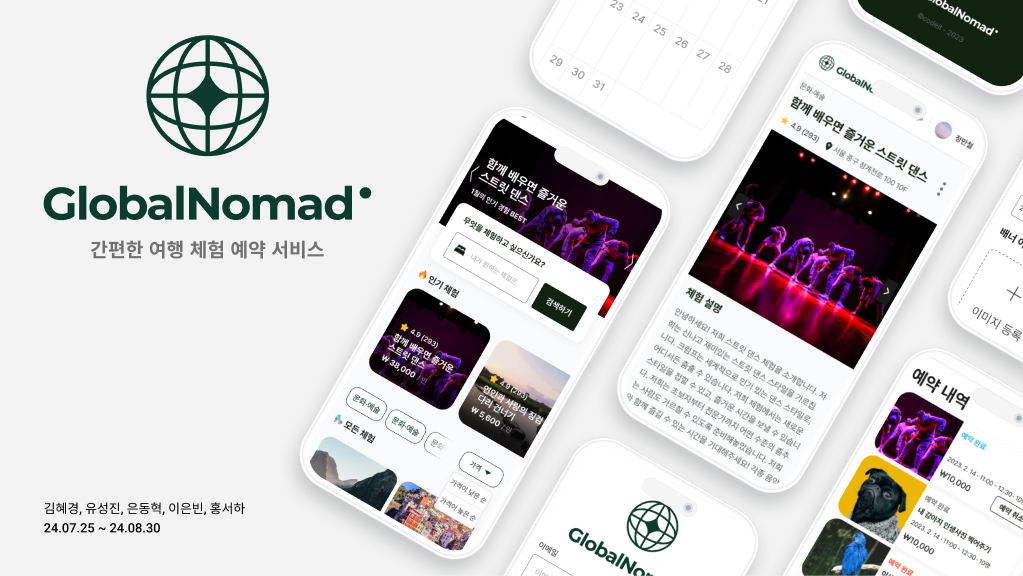 GlobalNomad
간편한 여행 체험 예약 서비스
김혜경, 유성진, 은동혁, 이은빈, 홍서하
24.07.25 ~ 24.08.30
함께 배우면 즐거운
스트릿 댄스
1월의 인기 경험 BEST
무엇을 체험하고 싶으신가요?
내가 원하는 체험은
검색하기
🔥 인기 체험
4.9 (293)
함께 배우면 즐거운
스트릿 댄스
₩ 38,000 / 인
4.9 (293)
연인과 사랑의 징검
다리 건너기
₩ 5,600 / 인
문화·예술
문화·예술
문화
가격
모든 체험
가격이 낮은 순
가격이 높은 순
23 24 25 26 27 28
29 30 31
21
GlobalNomad
©codeit - 2023
GlobalNo
정만철
문화·예술
함께 배우면 즐거운 스트릿 댄스
4.9 (293)
서울 중구 청계천로 100 10F
체험 설명
안녕하세요! 저희 스트릿 댄스 체험을 소개합니다. 저
희는 신나고 재미있는 스트릿 댄스 스타일을 가르칩
니다. 크럼프는 세계적으로 인기 있는 댄스 스타일로,
어디서든 춤출 수 있습니다. 저희 체험에서는 새로운
스타일을 접할 수 있고, 즐거운 시간을 보낼 수 있습니
다. 저희는 초보자부터 전문가까지 어떤 수준의 춤추
는 사람도 가르칠 수 있도록 준비해놓았습니다. 저희
와 함께 즐길 수 있는 시간을 기대해주세요! 각종 음악
GlobalNo
이메일
배너 이
이미지 등록
예약 내역
예약 완료
2023. 2. 14 · 11:00 - 12:30 · 10명
₩10,000
예약 취소
예약 완료
내 강아지 인생사진 찍어주기
2023. 2. 14 · 11:00 - 12:30 · 10명
₩10,000
예약 완료